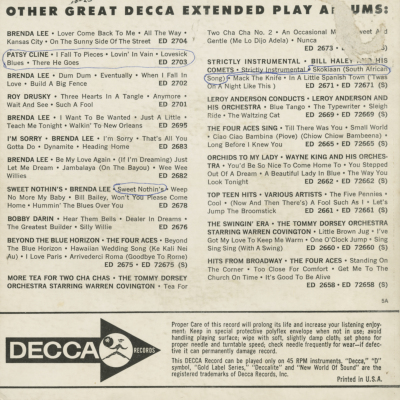 OTHER GREAT DECCA EXTENDED PLAY ALBUMS:
BRENDA LEE • Lover Come Back To Me • All The Way •
Kansas City • On The Sunny Side Of The Street
ED 2704
PATSY CLINE • I Fall To Pieces • Lovin' In Vain • Lovesick
Blues • There He Goes ED 2703
BRENDA LEE • Dum Dum • Eventually • When I Fall In
Love • Build A Big Fence ED 2702
ROY DRUSKY • Three Hearts In A Tangle • Anymore •
Wait and See • Such A Fool ED 2701
BRENDA LEE • I Want To Be Wanted • Just A Little •
Teach Me Tonight • Walkin' To New Orleans ED 2695
I'M SORRY • BRENDA LEE • I'm Sorry • That's All You
Gotta Do • Dynamite • Heading Home ED 2683
BRENDA LEE • Be My Love Again • (If I'm Dreaming) Just
Let Me Dream • Jambalaya (On The Bayou) • Wee Wee
Willies ED 2682
SWEET NOTHIN'S • BRENDA LEE • Sweet Nothin's • Weep
No More My Baby • Bill Bailey, Won't You Please Come
Home • Hummin' The Blues Over You ED 2678
BOBBY DARIN • Hear Them Bells • Dealer In Dreams •
The Greatest Builder • Silly Willie ED 2676
BEYOND THE BLUE HORIZON • THE FOUR ACES • Beyond
The Blue Horizon • Hawaiian Wedding Song (Ke Kali Nei
Au) • I Love Paris • Arrivederci Roma (Goodbye To Rome)
ED 2675 • ED 72675 (S)
MORE TEA FOR TWO CHA CHAS • THE TOMMY DORSEY
ORCHESTRA STARRING WARREN COVINGTON • Tea For
Two Cha Cha No. 2 • An Occasional M Sweet And
Gentle (Me Lo Dijo Adela) • Nunca
ED 2673
STRICTLY INSTRUMENTAL • BILL HALEY AND HIS
COMETS • Strictly Instrumental • Skokiaan (South African
Song) • Mack The Knife • In A Little Spanish Town ('Twas
On A Night Like This) ED 2671 • ED 72671 (S)
LEROY ANDERSON CONDUCTS • LEROY ANDERSON AND
HIS ORCHESTRA • Blue Tango • The Typewriter • Sleigh
Ride • The Waltzing Cat ED 2669 • ED 72669 (S)
THE FOUR ACES SING • Till There Was You • Small World
• Ciao Ciao Bambina (Piove) (Chiow Chiow Bambeena) •
Long Before I Knew You ED 2665 • ED 72665 (S)
ORCHIDS TO MY LADY • WAYNE KING AND HIS ORCHES-
TRA • You'd Be So Nice To Come Home To • You Stepped
Out Of A Dream • A Beautiful Lady In Blue • The Way You
Look Tonight ED 2662 • ED 72662 (S)
TOP TEEN HITS • VARIOUS ARTISTS • The Five Pennies •
Cool • (Now And Then There's) A Fool Such As I • Let's
Jump The Broomstick ED 2661 • ED 72661 (S)
THE SWINGIN' ERA • THE TOMMY DORSEY ORCHESTRA
STARRING WARREN COVINGTON • Little Brown Jug • I've
Got My Love To Keep Me Warm • One O'Clock Jump • Sing
Sing Sing (With A Swing) ED 2660 • ED 72660 (S)
HITS FROM BROADWAY • THE FOUR ACES • Standing On
The Corner • Too Close For Comfort • Get Me To The
Church On Time • It's Good To Be Alive
ED 2658 • ED 72658 (S)
5A
DECCA RECORDS
Proper Care of this record will prolong its life and increase your listening enjoy-
ment. Keep in special protective polyflex envelope when not in use; avoid
handling playing surface; wipe with soft, slightly damp cloth; set phono for
proper needle and turntable speed; check needle frequently for wear—if defec-
tive it can permanently damage record.
This DECCA Record can be played only on 45 RPM instruments, "Decca," "D"
symbol, "Gold Label Series," "Deccalite" and "New World Of Sound" are the
registered trademarks of Decca Records, Inc.
Printed in U.S.A.